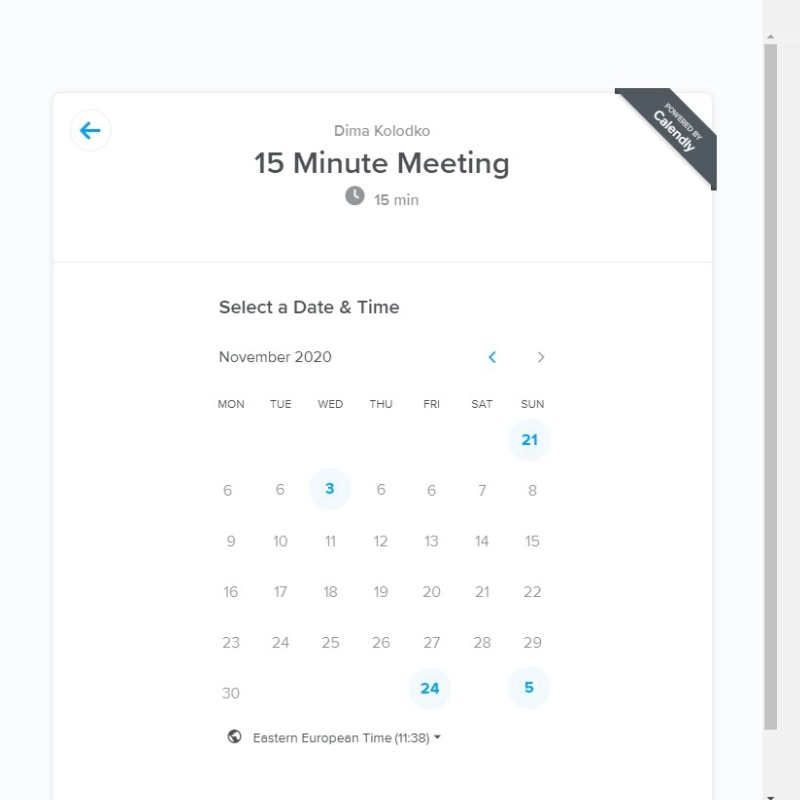 POWERED BY
Calendly
Dima Kolodko
15 Minute Meeting
15 min
Select a Date & Time
November 2020
MON TUE WED THU FRI SAT SUN
21
6 6 3 6 6 7 8
9 10 11 12 13 14 15
16 17 18 19 20 21 22
23 24 25 26 27 28 29
30 24 5
Eastern European Time (11:38)